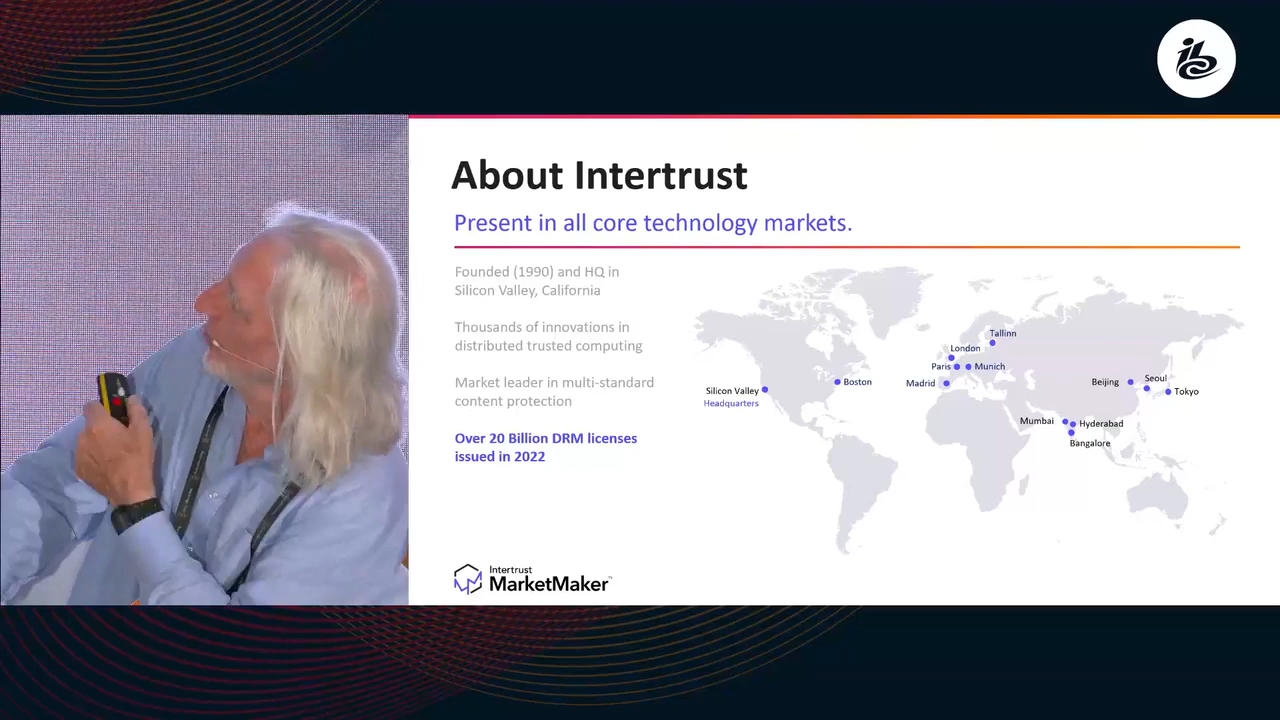 ibc
About Intertrust
Present in all core technology markets.
Founded (1990) and HQ in
Silicon Valley, California
Thousands of innovations in
distributed trusted computing
Market leader in multi-standard
content protection
Over 20 Billion DRM licenses
issued in 2022
Tallinn
London
Paris
Munich
Madrid
Boston
Silicon Valley
Headquarters
Beijing
Seoul
Tokyo
Mumbai
Hyderabad
Bangalore
Intertrust
MarketMaker™